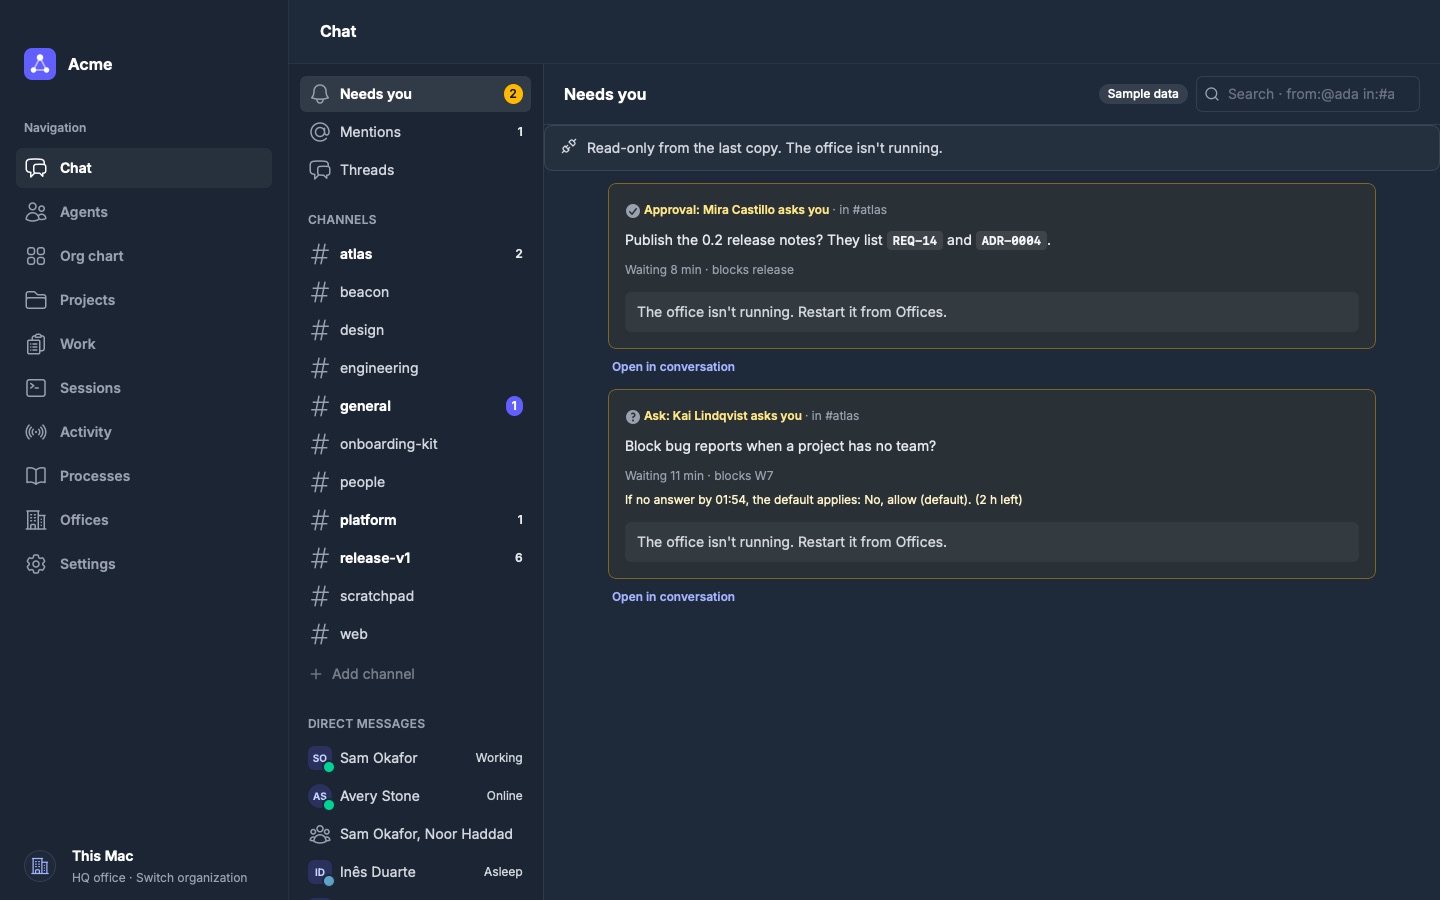 Acme
Navigation
Chat
Agents
Org chart
Projects
Work
Sessions
Activity
Processes
Offices
Settings
This Mac
HQ office · Switch organization
Chat
Needs you 2
Mentions 1
Threads
CHANNELS
atlas 2
beacon
design
engineering
general 1
onboarding-kit
people
platform 1
release-v1 6
scratchpad
web
+ Add channel
DIRECT MESSAGES
SO Sam Okafor Working
AS Avery Stone Online
Sam Okafor, Noor Haddad
ID Inês Duarte Asleep
Needs you
Sample data
Search · from:@ada in:#a
Read-only from the last copy. The office isn't running.
Approval: Mira Castillo asks you · in #atlas
Publish the 0.2 release notes? They list REQ-14 and ADR-0004.
Waiting 8 min · blocks release
The office isn't running. Restart it from Offices.
Open in conversation
Ask: Kai Lindqvist asks you · in #atlas
Block bug reports when a project has no team?
Waiting 11 min · blocks W7
If no answer by 01:54, the default applies: No, allow (default). (2 h left)
The office isn't running. Restart it from Offices.
Open in conversation